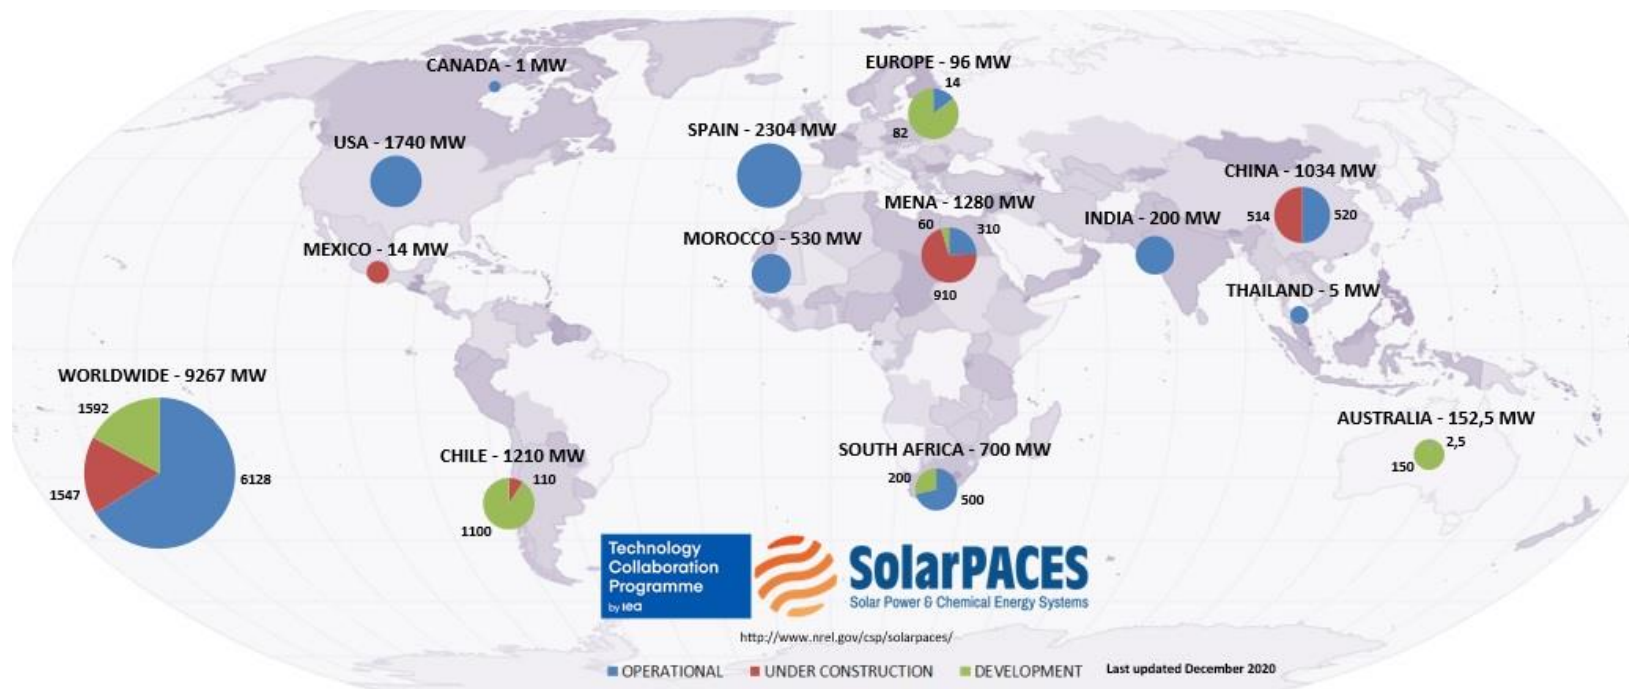 CANADA - 1 MW
EUROPE - 96 MW
14
82
USA - 1740 MW
SPAIN - 2304 MW
CHINA - 1034 MW
514
520
MENA - 1280 MW
60
310
910
INDIA - 200 MW
MEXICO - 14 MW
MOROCCO - 530 MW
THAILAND - 5 MW
WORLDWIDE - 9267 MW
1592
1547
6128
CHILE - 1210 MW
110
1100
SOUTH AFRICA - 700 MW
200
500
AUSTRALIA - 152,5 MW
2,5
150
Technology
Collaboration
Programme
by iea
SolarPACES
Solar Power & Chemical Energy Systems
http://www.nrel.gov/csp/solarpaces/
OPERATIONAL UNDER CONSTRUCTION DEVELOPMENT Last updated December 2020